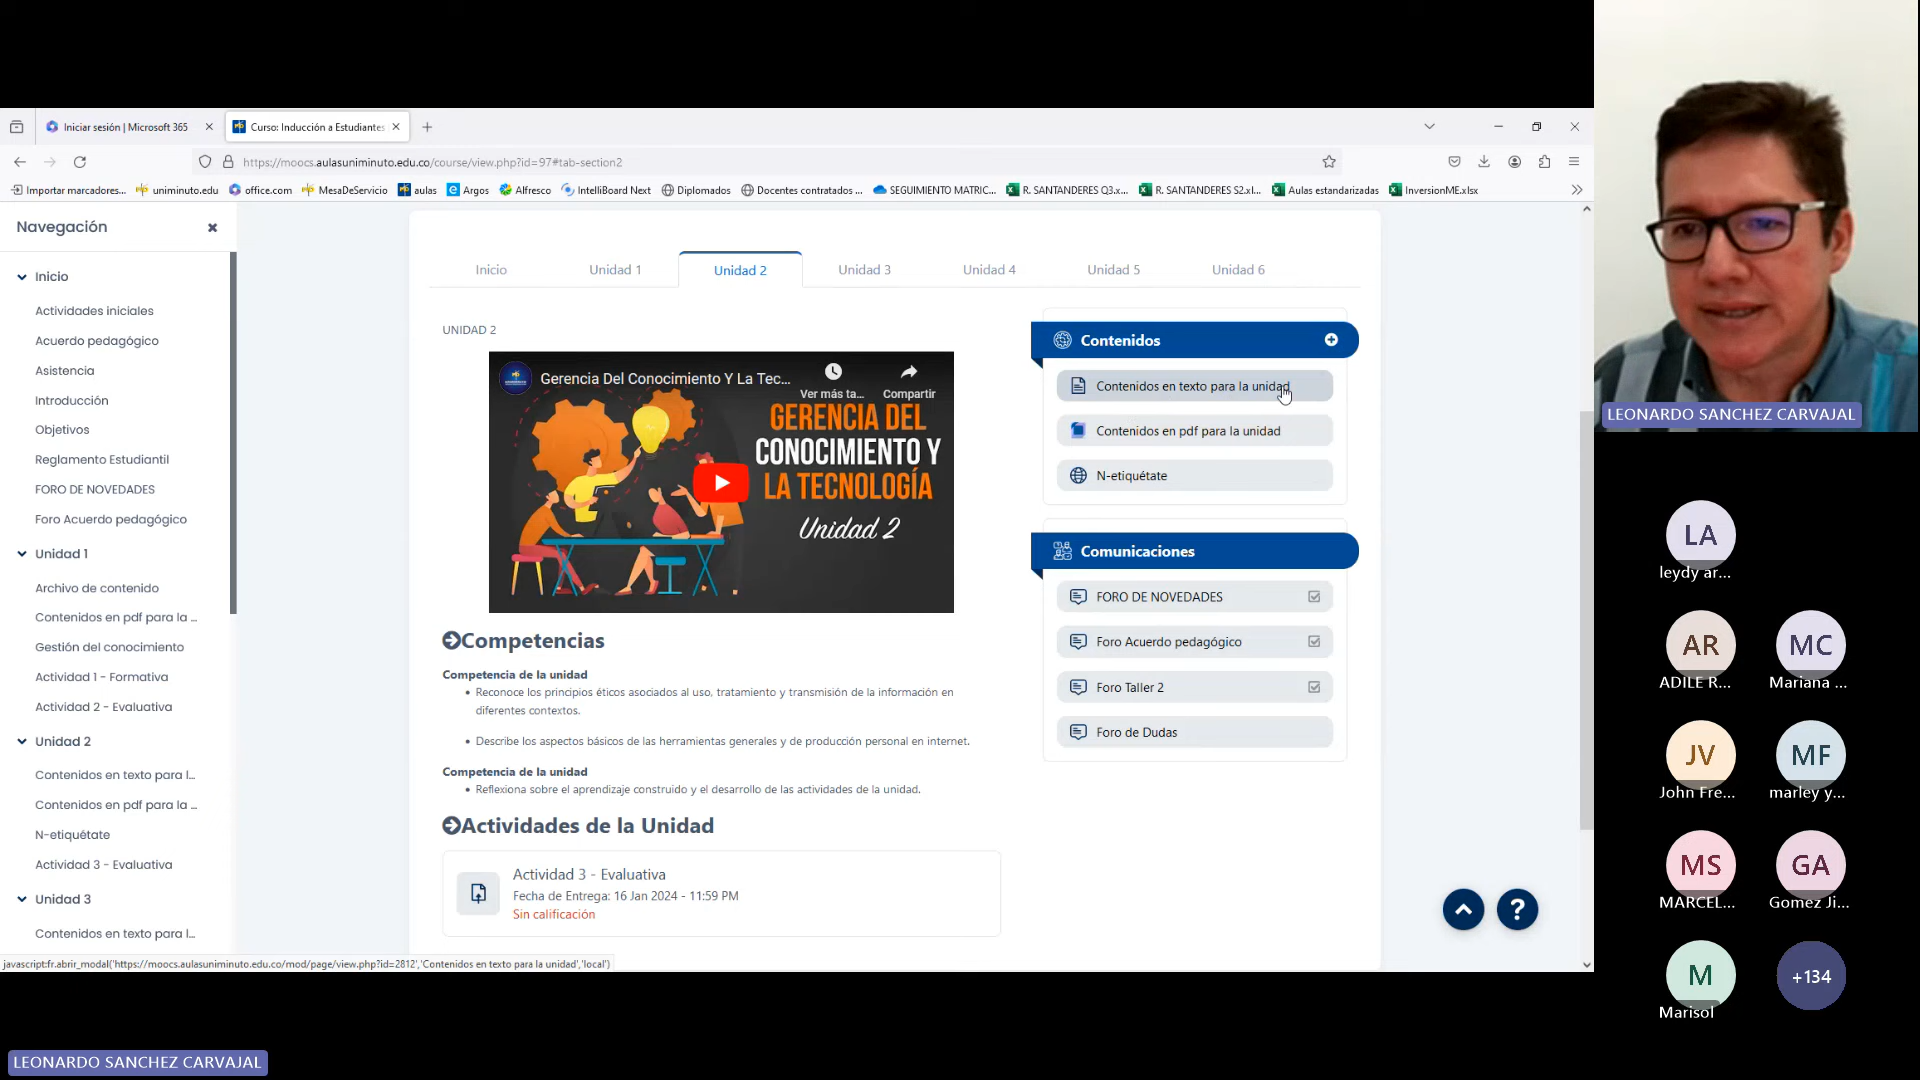 Iniciar sesión | Microsoft 365
Curso: Inducción a Estudiantes
https://moocs.aulasuniminuto.edu.co/course/view.php?id=97#tab-section2
Importar marcadores...
uniminuto.edu
office.com
MesaDeServicio
aulas
Argos
Alfresco
IntelliBoard Next
Diplomados
Docentes contratados ...
SEGUIMIENTO MATRIC...
R. SANTANDERES Q3.x...
R. SANTANDERES S2.xl...
Aulas estandarizadas
InversionME.xlsx
Navegación
Inicio
Actividades iniciales
Acuerdo pedagógico
Asistencia
Introducción
Objetivos
Reglamento Estudiantil
FORO DE NOVEDADES
Foro Acuerdo pedagógico
Unidad 1
Archivo de contenido
Contenidos en pdf para la ...
Gestión del conocimiento
Actividad 1 - Formativa
Actividad 2 - Evaluativa
Unidad 2
Contenidos en texto para l...
Contenidos en pdf para la ...
N-etiquétate
Actividad 3 - Evaluativa
Unidad 3
Contenidos en texto para l...
Inicio
Unidad 1
Unidad 2
Unidad 3
Unidad 4
Unidad 5
Unidad 6
UNIDAD 2
Gerencia Del Conocimiento Y La Tec...
Ver más ta...
Compartir
GERENCIA DEL
CONOCIMIENTO Y
LA TECNOLOGÍA
Unidad 2
Competencias
Competencia de la unidad
• Reconoce los principios éticos asociados al uso, tratamiento y transmisión de la información en
diferentes contextos.
• Describe los aspectos básicos de las herramientas generales y de producción personal en internet.
Competencia de la unidad
• Reflexiona sobre el aprendizaje construido y el desarrollo de las actividades de la unidad.
Actividades de la Unidad
Actividad 3 - Evaluativa
Fecha de Entrega: 16 Jan 2024 - 11:59 PM
Sin calificación
Contenidos
Contenidos en texto para la unidad
Contenidos en pdf para la unidad
N-etiquétate
Comunicaciones
FORO DE NOVEDADES
Foro Acuerdo pedagógico
Foro Taller 2
Foro de Dudas
?
javascript:fr.abrir_modal('https://moocs.aulasuniminuto.edu.co/mod/page/view.php?id=2812','Contenidos en texto para la unidad','local')
LEONARDO SANCHEZ CARVAJAL
LA
leydy ar...
AR
ADILE R...
MC
Mariana ...
JV
John Fre...
MF
marley y...
MS
MARCEL...
GA
Gomez Ji...
M
Marisol
+134
LEONARDO SANCHEZ CARVAJAL